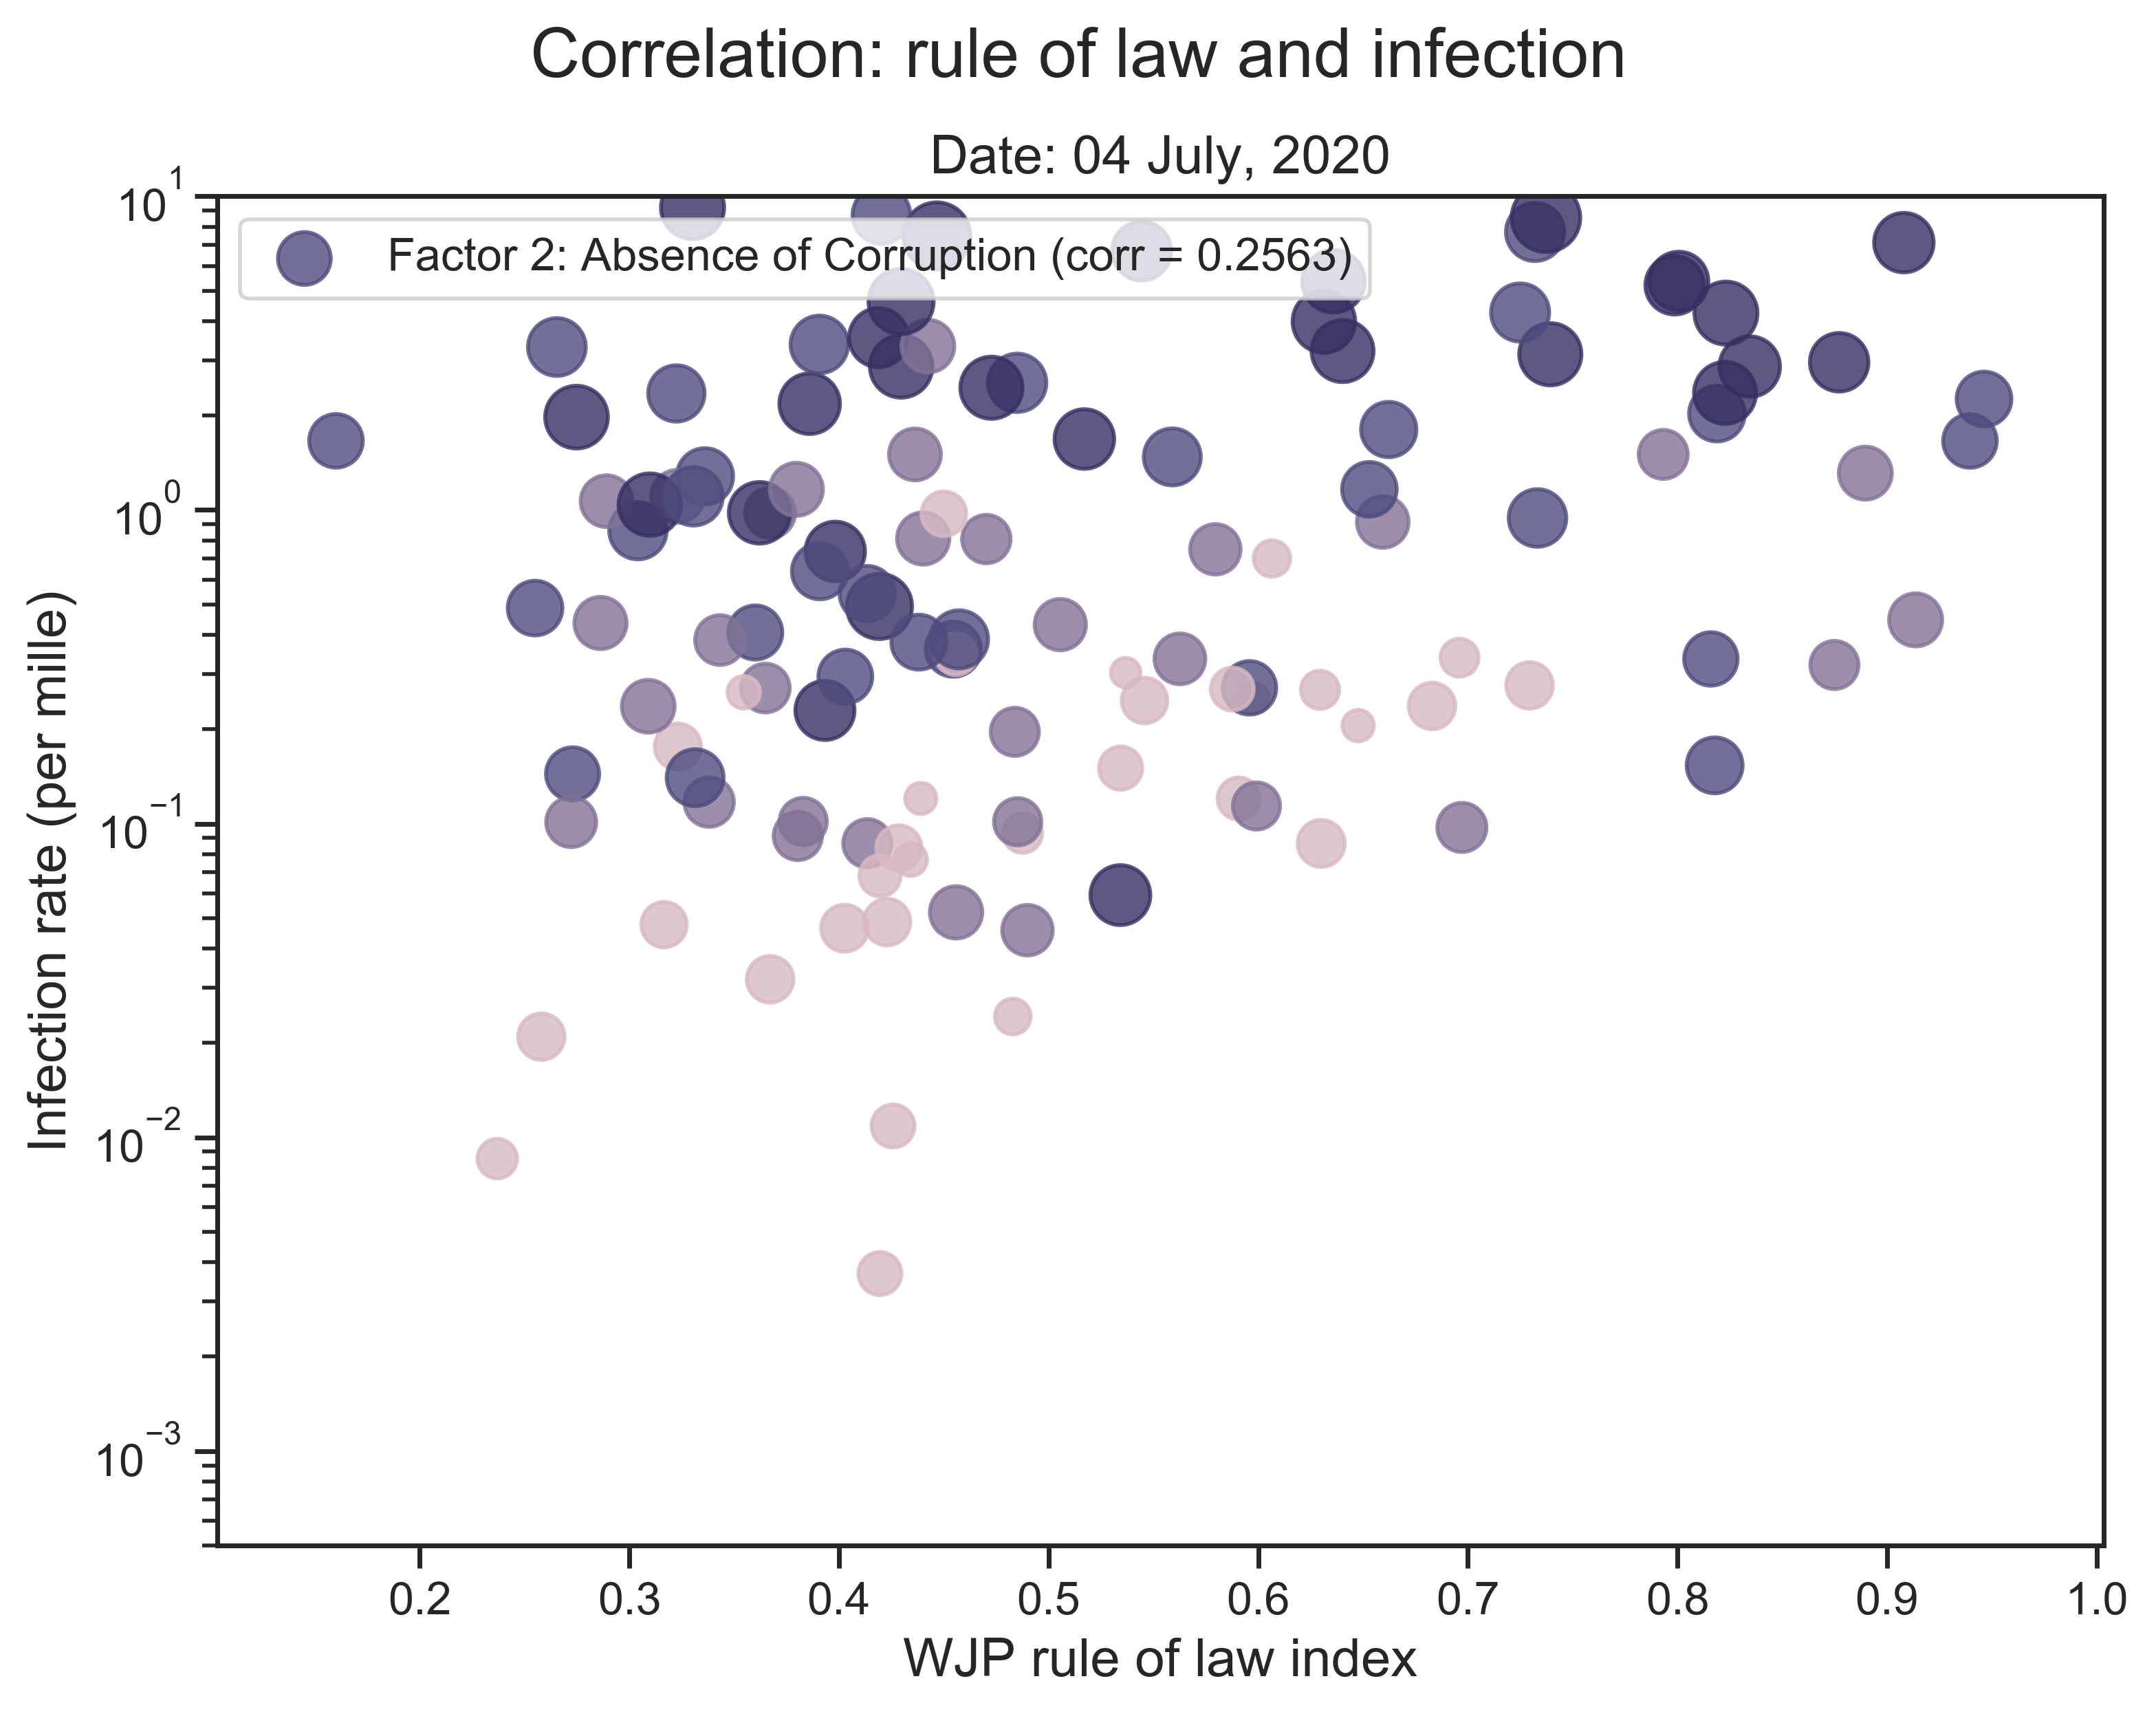 Correlation: rule of law and infection
Date: 04 July, 2020
Factor 2: Absence of Corruption (corr = 0.2563)
Infection rate (per mille)
10^1
10^0
10^−1
10^−2
10^−3
0.2 0.3 0.4 0.5 0.6 0.7 0.8 0.9 1.0
WJP rule of law index